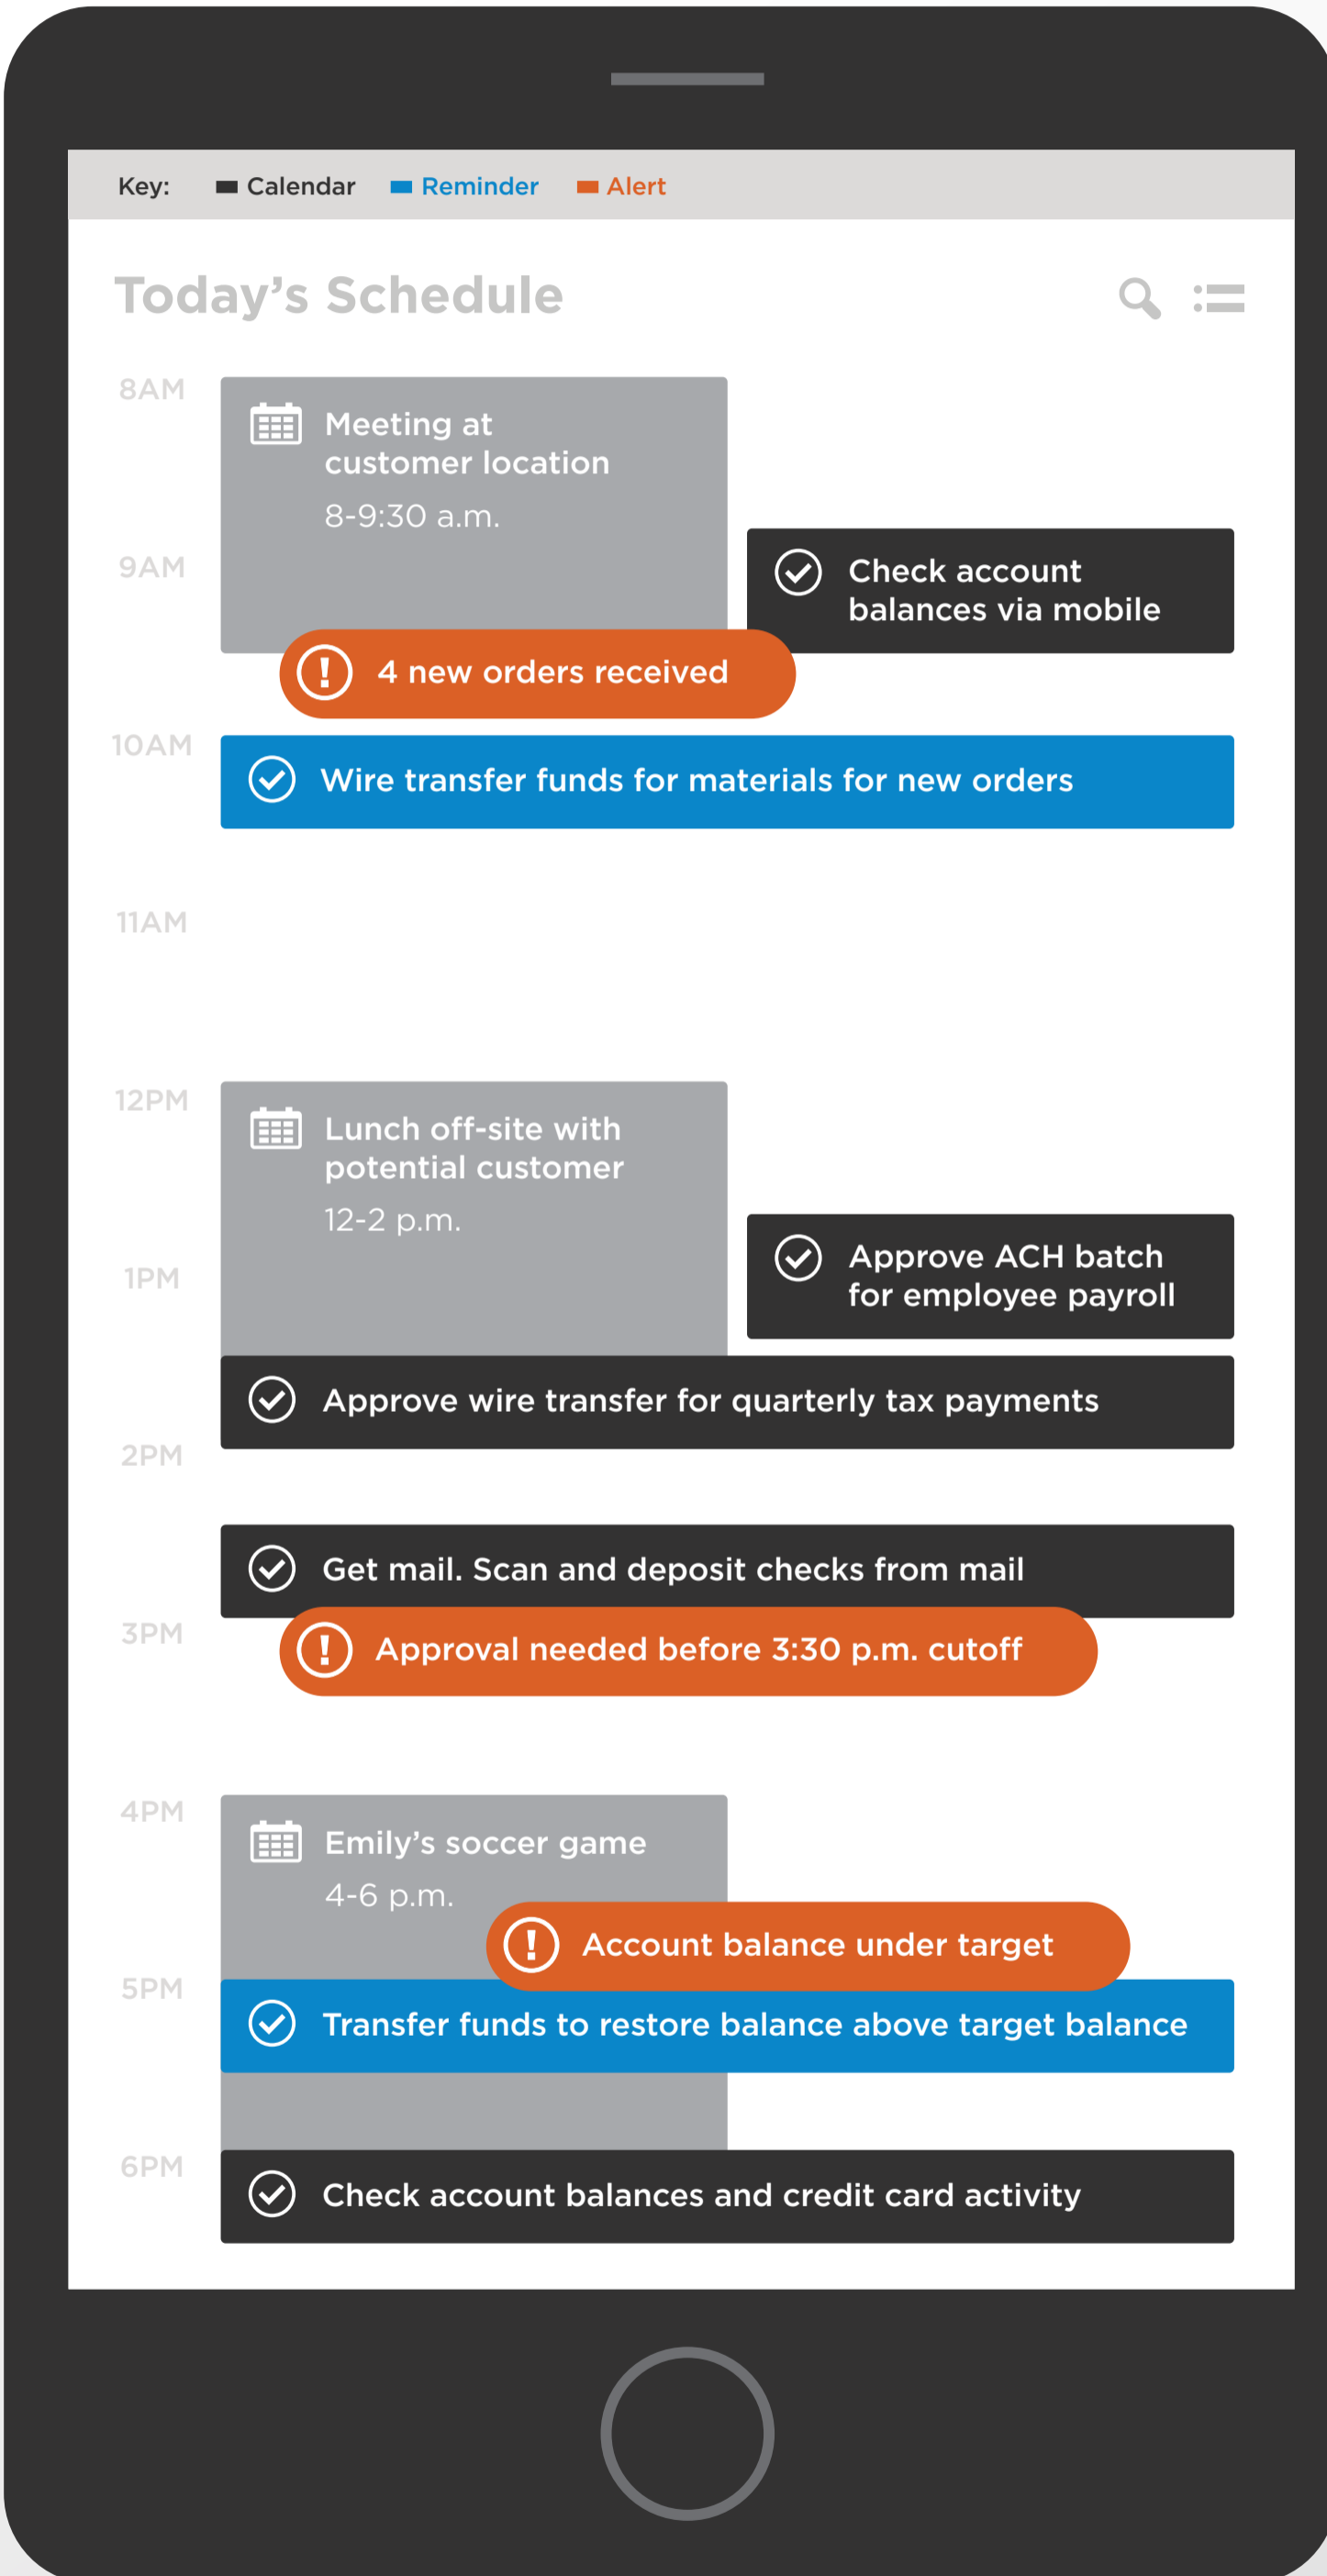 Key: Calendar Reminder Alert
Today's Schedule
8AM
Meeting at
customer location
8-9:30 a.m.
9AM
Check account
balances via mobile
4 new orders received
10AM
Wire transfer funds for materials for new orders
11AM
12PM
Lunch off-site with
potential customer
12-2 p.m.
1PM
Approve ACH batch
for employee payroll
Approve wire transfer for quarterly tax payments
2PM
Get mail. Scan and deposit checks from mail
3PM
Approval needed before 3:30 p.m. cutoff
4PM
Emily's soccer game
4-6 p.m.
Account balance under target
5PM
Transfer funds to restore balance above target balance
6PM
Check account balances and credit card activity